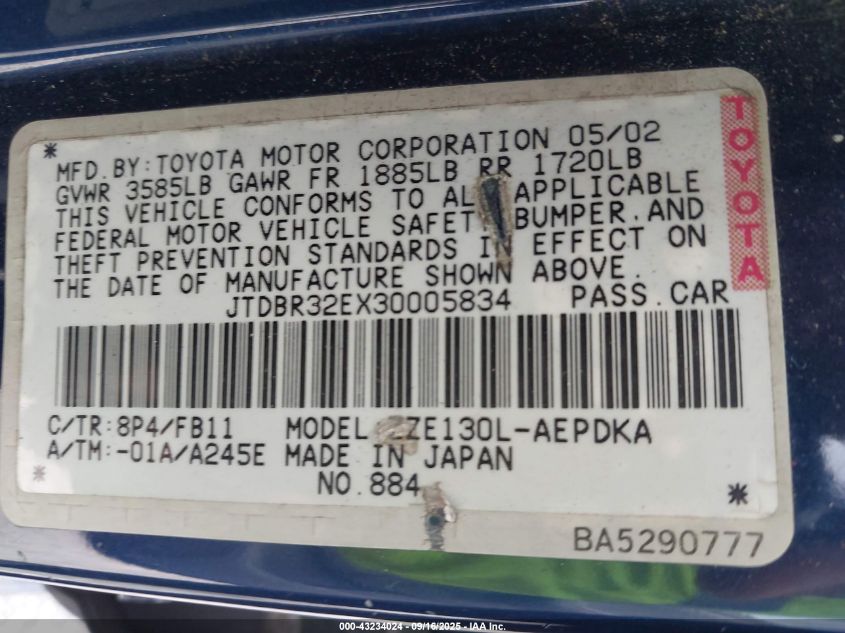 * MFD.BY:TOYOTA MOTOR CORPORATION 05/02
GVWR 3585LB GAWR FR 1885LB RR 1720LB
THIS VEHICLE CONFORMS TO APPLICABLE
FEDERAL MOTOR VEHICLE BUMPER.AND
THEFT PREVENTION STANDARDS IN EFFECT ON
THE DATE OF MANUFACTURE SHOWN ABOVE.
JTDBR32EX30005834 PASS.CAR
TOYOTA
C/TR:8P4/FB11 MODEL ZE130L-AEPDKA
A/TM:-01A/A245E MADE IN JAPAN
* NO.884 *
BA5290777
000-43234024 - 09/16/2025 - IAA Inc.